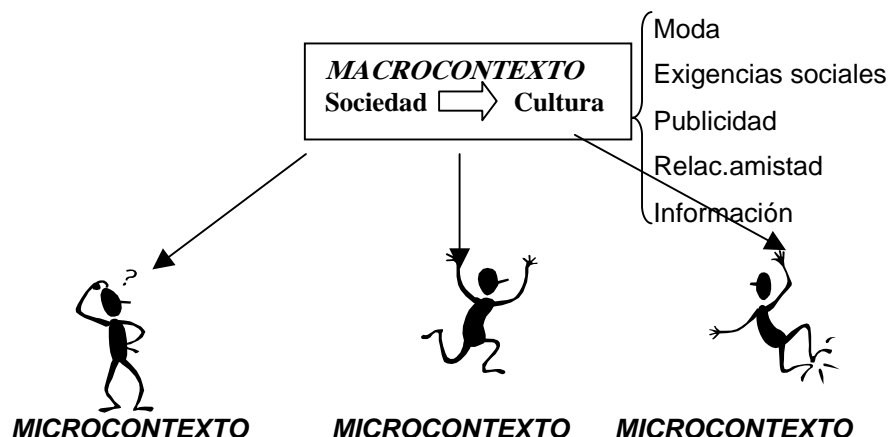 MACROCONTEXTO
Sociedad Cultura
Moda
Exigencias sociales
Publicidad
Relac.amistad
Información
?
MICROCONTEXTO MICROCONTEXTO MICROCONTEXTO